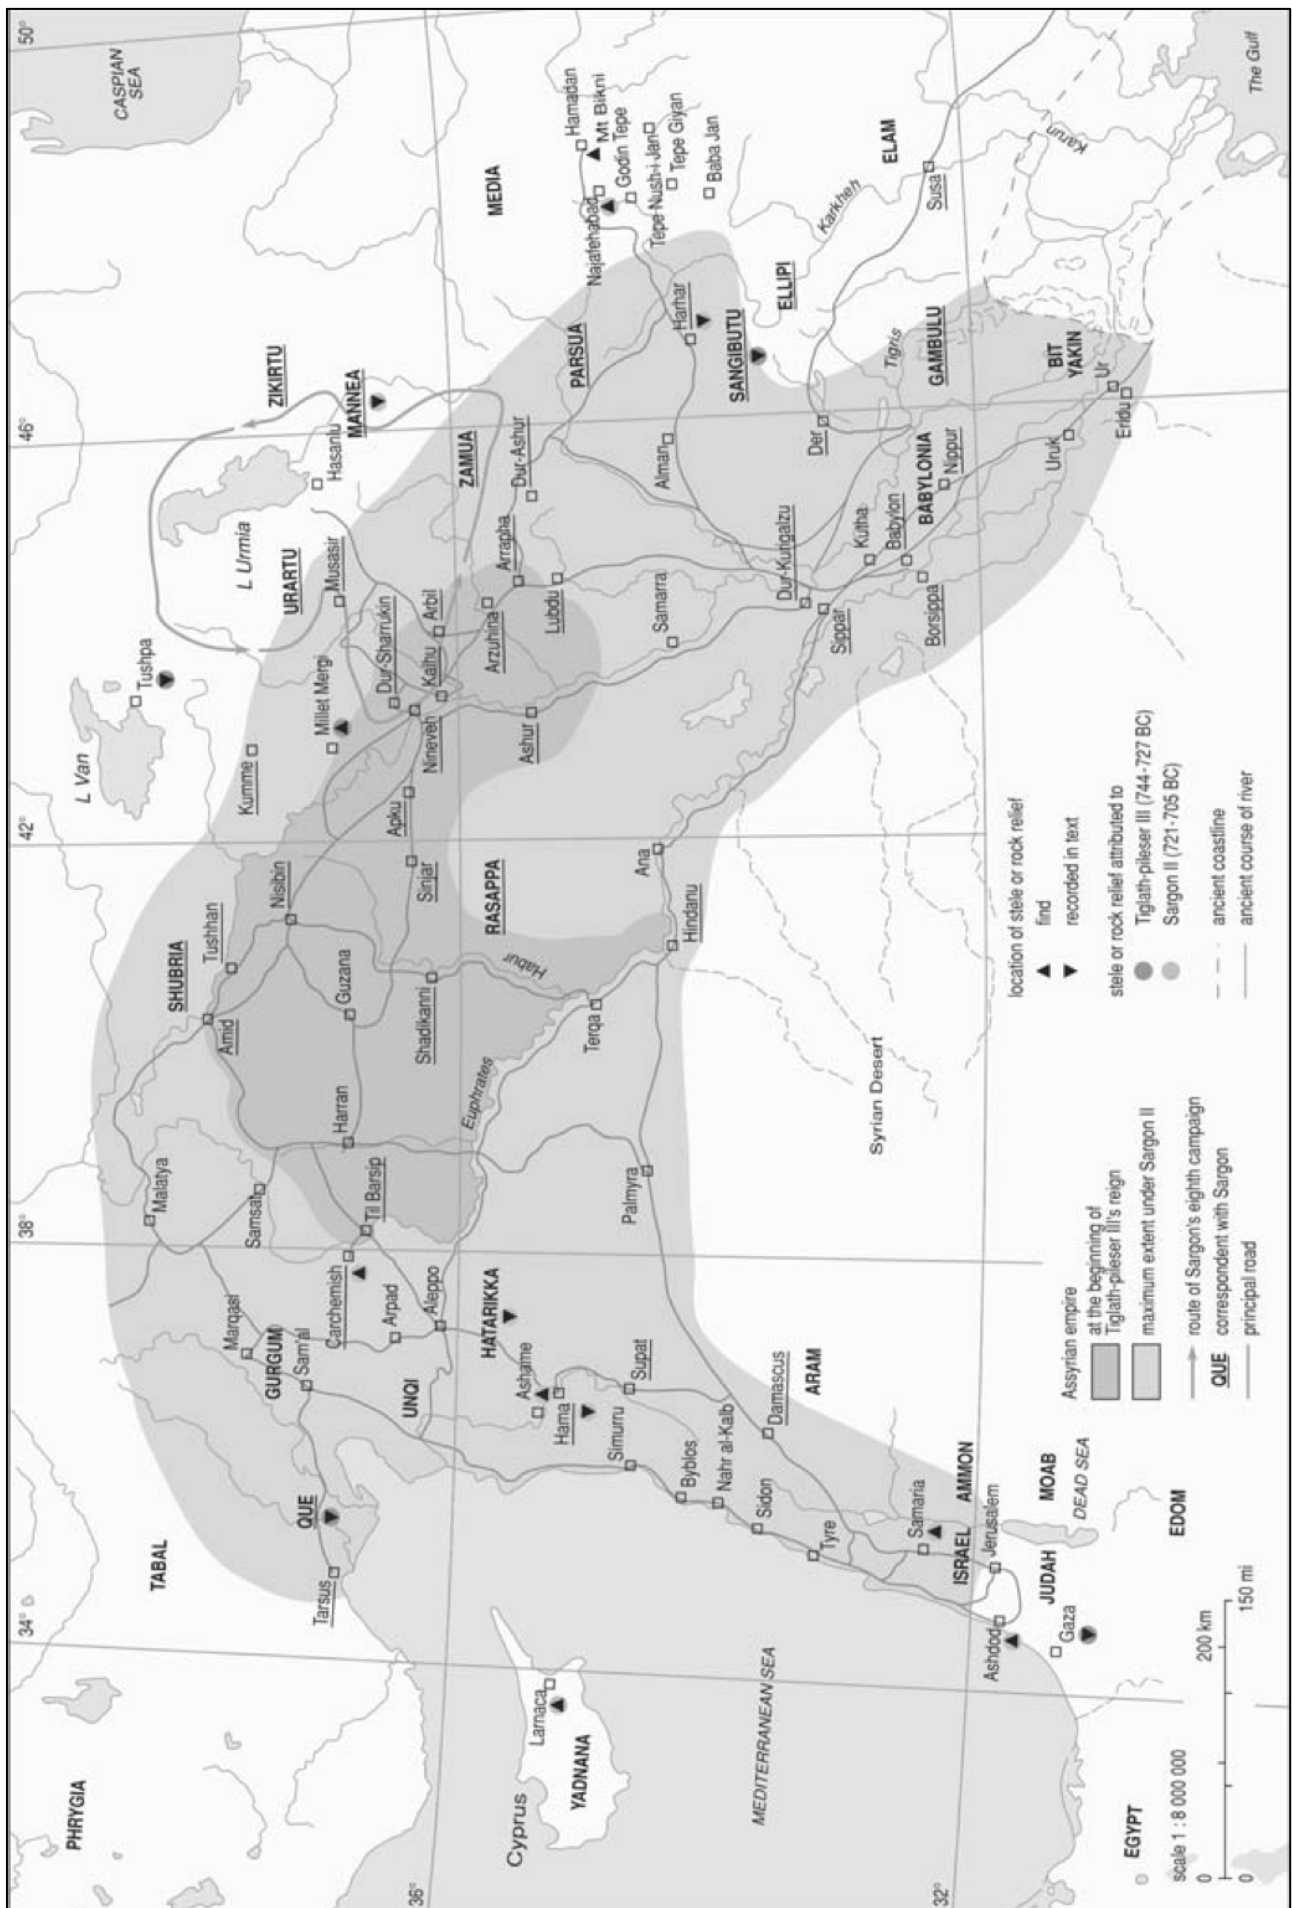 50°
CASPIAN
SEA
46°
42°
38°
34°
36°
32°
PHRYGIA
TABAL
QUE
Tarsus
Cyprus
Larnaca
YADNANA
MEDITERRANEAN SEA
EGYPT
Malatya
Samsat
Marqasi
GURGUM
Sam'al
Carchemish
Til Barsip
Harran
Arpad
Aleppo
UNQI
HATARIKKA
Ashame
Hama
Supat
Simurru
Byblos
Nahr al-Kalb
Sidon
Tyre
Damascus
ARAM
Samaria
ISRAEL
AMMON
Jerusalem
MOAB
DEAD SEA
JUDAH
EDOM
Ashdod
Gaza
Palmyra
Syrian Desert
Euphrates
SHUBRIA
Tushhan
Amid
Nisibin
Guzana
Shadikanni
Habur
Terqa
RASAPPA
Hindanu
Ana
L Van
Tushpa
Kumme
Millet Mergi
URARTU
Musasir
L Urmia
Hasanlu
ZIKIRTU
MANNEA
Dur-Sharrukin
Nineveh
Kalhu
Arbil
Apku
Sinjar
Ashur
Arzuhina
Arrapha
Lubdu
Dur-Ashur
ZAMUA
PARSUA
MEDIA
Hamadan
Mt Bikni
Najafehabad
Godin Tepe
Tepe Nush-i Jan
Tepe Giyan
Baba Jan
Harhar
SANGIBUTU
ELLIPI
ELAM
Karkheh
Karun
Susa
The Gulf
Alman
Samarra
Der
Tigris
GAMBULU
Dur-Kurigalzu
Sippar
Kutha
Babylon
BABYLONIA
Nippur
Borsippa
BIT
YAKIN
Uruk
Ur
Eridu
Assyrian empire
at the beginning of
Tiglath-pileser III's reign
maximum extent under Sargon II
route of Sargon's eighth campaign
QUE correspondent with Sargon
principal road
location of stele or rock relief
find
recorded in text
stele or rock relief attributed to
Tiglath-pileser III (744-727 BC)
Sargon II (721-705 BC)
ancient coastline
ancient course of river
scale 1 : 8 000 000
0 200 km
0 150 mi